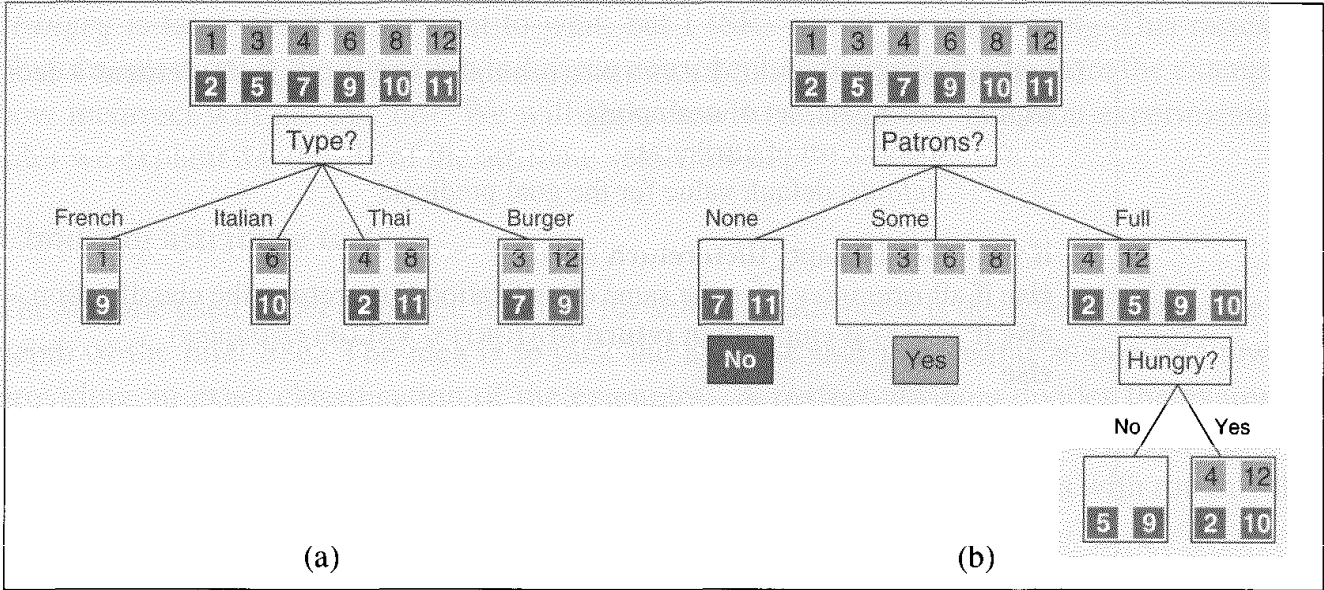 1 3 4 6 8 12
2 5 7 9 10 11
Type?
French Italian Thai Burger
1 6 4 8 3 12
9 10 2 11 7 9
(a)
1 3 4 6 8 12
2 5 7 9 10 11
Patrons?
None Some Full
1 3 6 8 4 12
7 11 2 5 9 10
No Yes Hungry?
No Yes
4 12
5 9 2 10
(b)